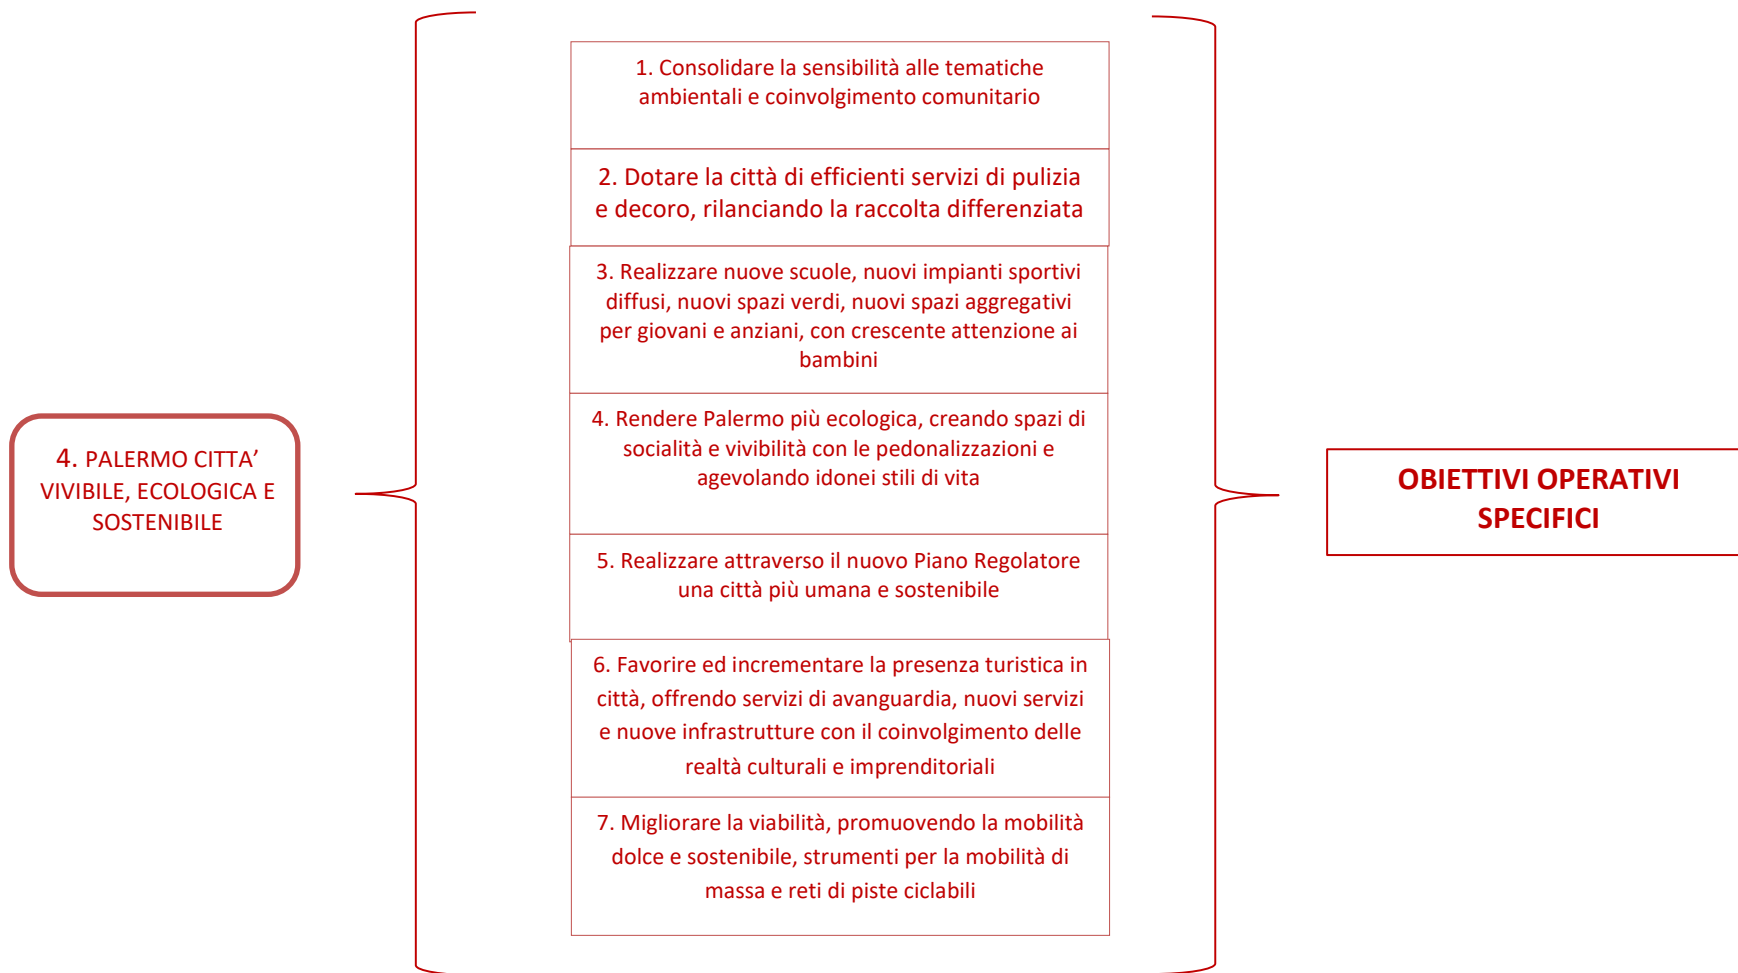 4. PALERMO CITTA’
VIVIBILE, ECOLOGICA E
SOSTENIBILE
1. Consolidare la sensibilità alle tematiche
ambientali e coinvolgimento comunitario
2. Dotare la città di efficienti servizi di pulizia
e decoro, rilanciando la raccolta differenziata
3. Realizzare nuove scuole, nuovi impianti sportivi
diffusi, nuovi spazi verdi, nuovi spazi aggregativi
per giovani e anziani, con crescente attenzione ai
bambini
4. Rendere Palermo più ecologica, creando spazi di
socialità e vivibilità con le pedonalizzazioni e
agevolando idonei stili di vita
5. Realizzare attraverso il nuovo Piano Regolatore
una città più umana e sostenibile
6. Favorire ed incrementare la presenza turistica in
città, offrendo servizi di avanguardia, nuovi servizi
e nuove infrastrutture con il coinvolgimento delle
realtà culturali e imprenditoriali
7. Migliorare la viabilità, promuovendo la mobilità
dolce e sostenibile, strumenti per la mobilità di
massa e reti di piste ciclabili
OBIETTIVI OPERATIVI
SPECIFICI